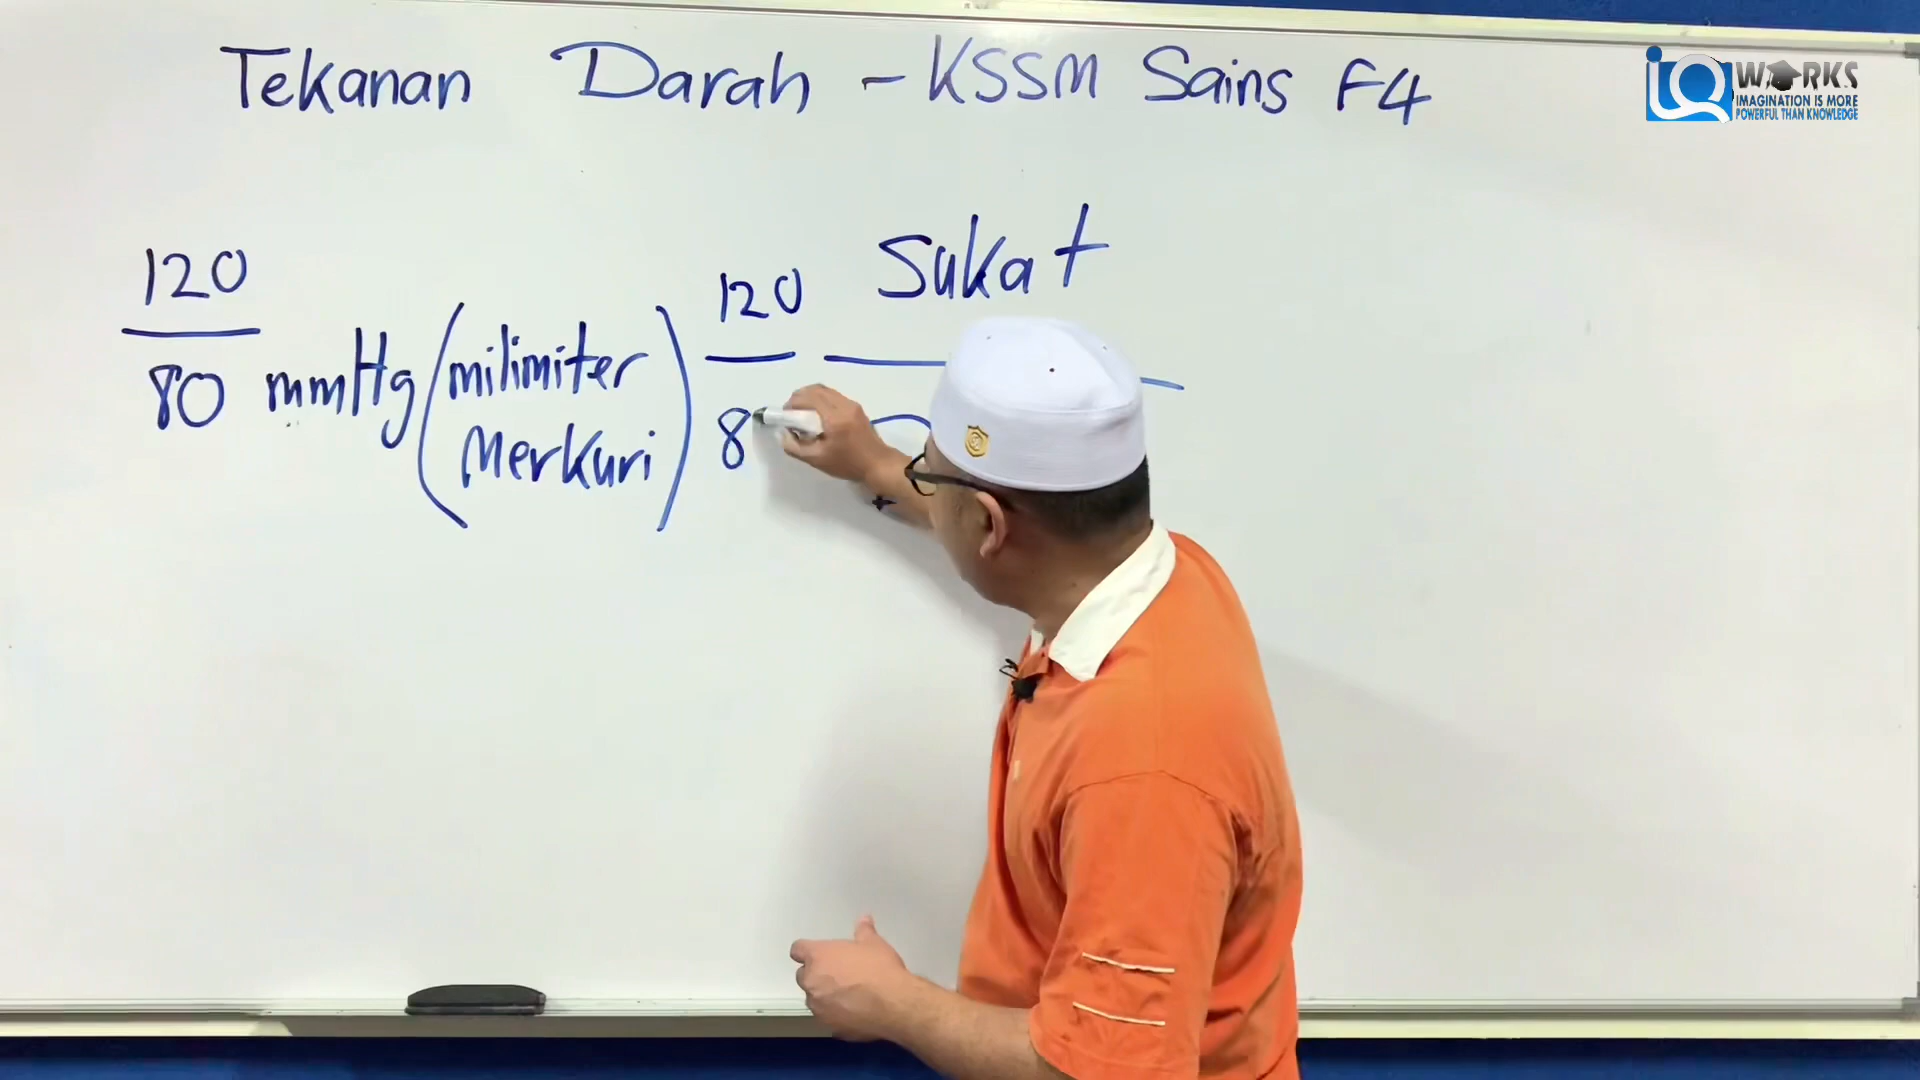 Tekanan Darah - KSSM Sains F4
IQ WORKS
IMAGINATION IS MORE
POWERFUL THAN KNOWLEDGE
120
80 mmHg (milimiter
Merkuri)
120
8
Sukat